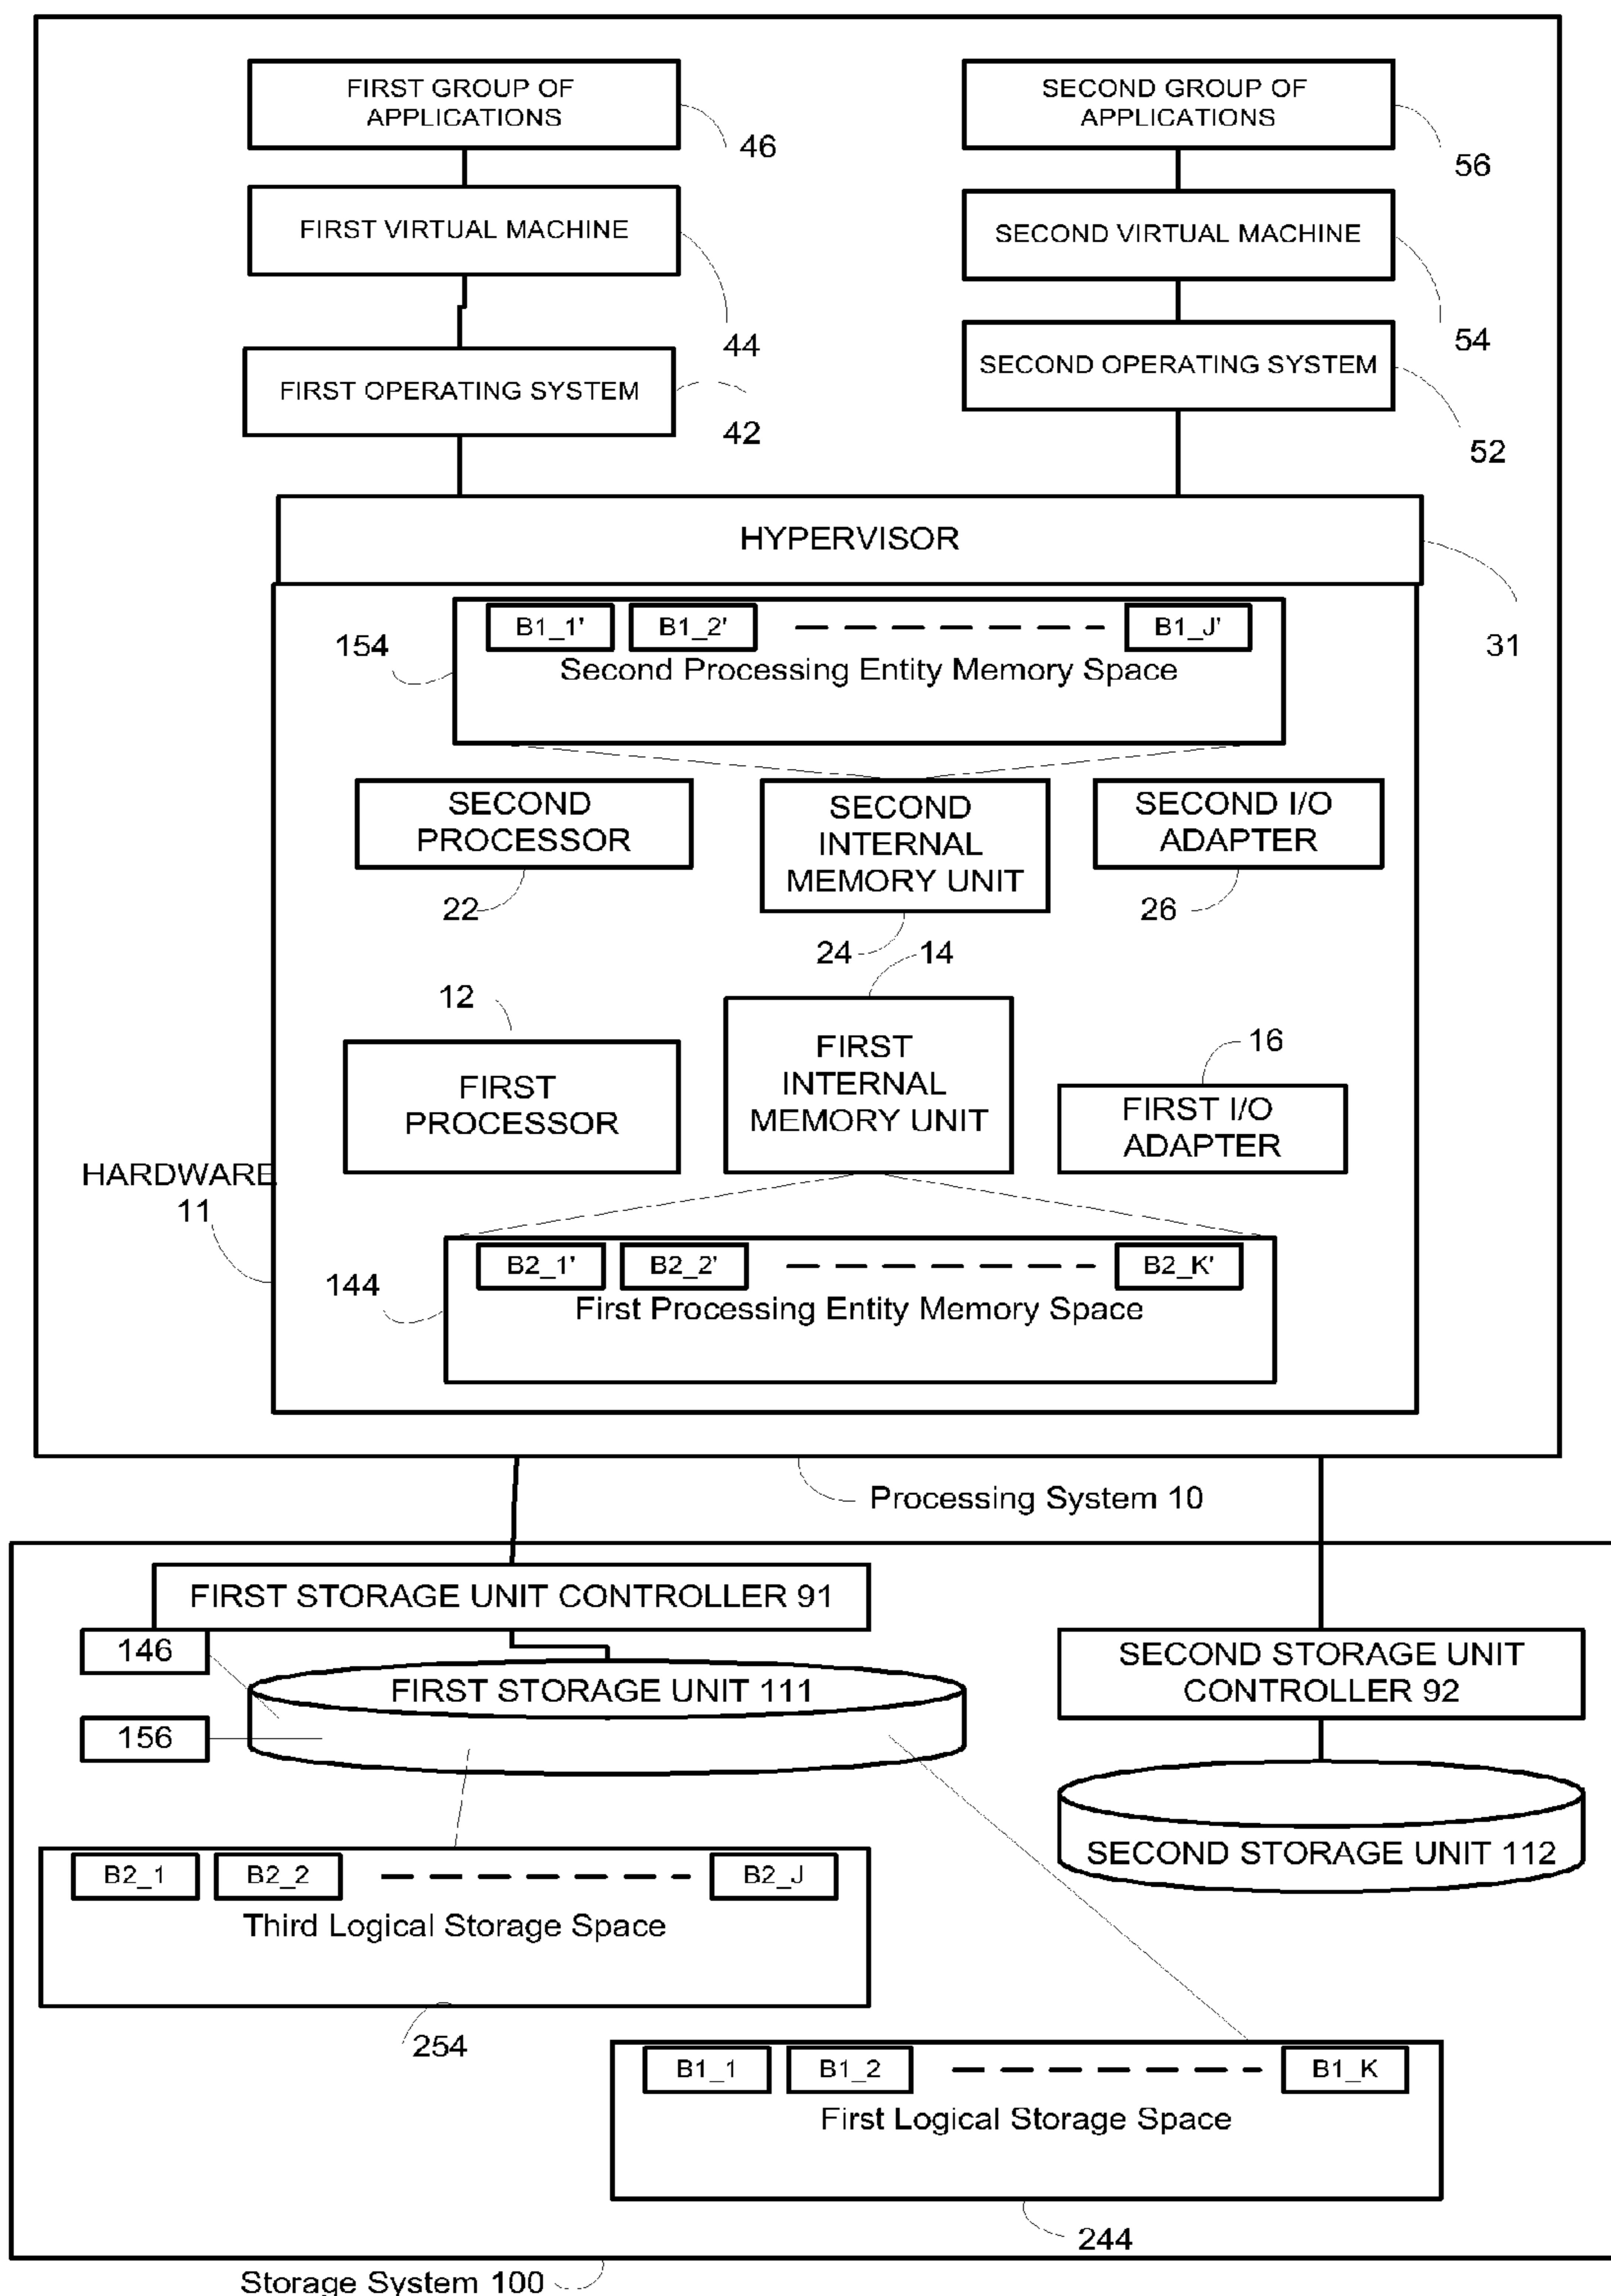 FIRST GROUP OF
APPLICATIONS
46
SECOND GROUP OF
APPLICATIONS
56
FIRST VIRTUAL MACHINE
44
SECOND VIRTUAL MACHINE
54
FIRST OPERATING SYSTEM
42
SECOND OPERATING SYSTEM
52
HYPERVISOR
31
154
B1_1'
B1_2'
B1_J'
Second Processing Entity Memory Space
SECOND
PROCESSOR
22
SECOND
INTERNAL
MEMORY UNIT
24
SECOND I/O
ADAPTER
26
14
12
FIRST
PROCESSOR
FIRST
INTERNAL
MEMORY UNIT
16
FIRST I/O
ADAPTER
HARDWARE
11
144
B2_1'
B2_2'
B2_K'
First Processing Entity Memory Space
Processing System 10
FIRST STORAGE UNIT CONTROLLER 91
146
FIRST STORAGE UNIT 111
156
SECOND STORAGE UNIT
CONTROLLER 92
SECOND STORAGE UNIT 112
B2_1
B2_2
B2_J
Third Logical Storage Space
254
B1_1
B1_2
B1_K
First Logical Storage Space
244
Storage System 100